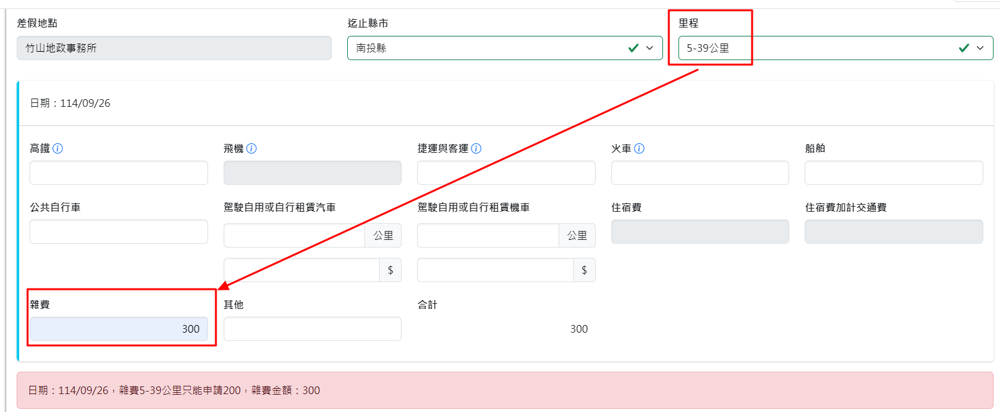 差假地點 迄止縣市 里程
竹山地政事務所 南投縣 5-39公里
日期：114/09/26
高鐵 飛機 捷運與客運 火車 船舶
公共自行車 駕駛自用或自行租賃汽車 駕駛自用或自行租賃機車 住宿費 住宿費加計交通費
公里 公里
$ $
雜費 其他 合計
300 300
日期：114/09/26，雜費5-39公里只能申請200，雜費金額：300